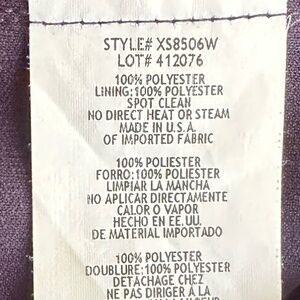 STYLE# XS8506W
LOT# 412076
100% POLYESTER
LINING:100% POLYESTER
SPOT CLEAN
NO DIRECT HEAT OR STEAM
MADE IN U.S.A.
OF IMPORTED FABRIC
100% POLIESTER
FORRO:100% POLIESTER
LIMPIAR LA MANCHA
NO APLICAR DIRECTAMENTE
CALOR O VAPOR
HECHO EN EE.UU.
DE MATERIAL IMPORTADO
100% POLYESTER
DOUBLURE:100% POLYESTER
DETACHAGE CHEZ
NE PAS DIRIGER À LA